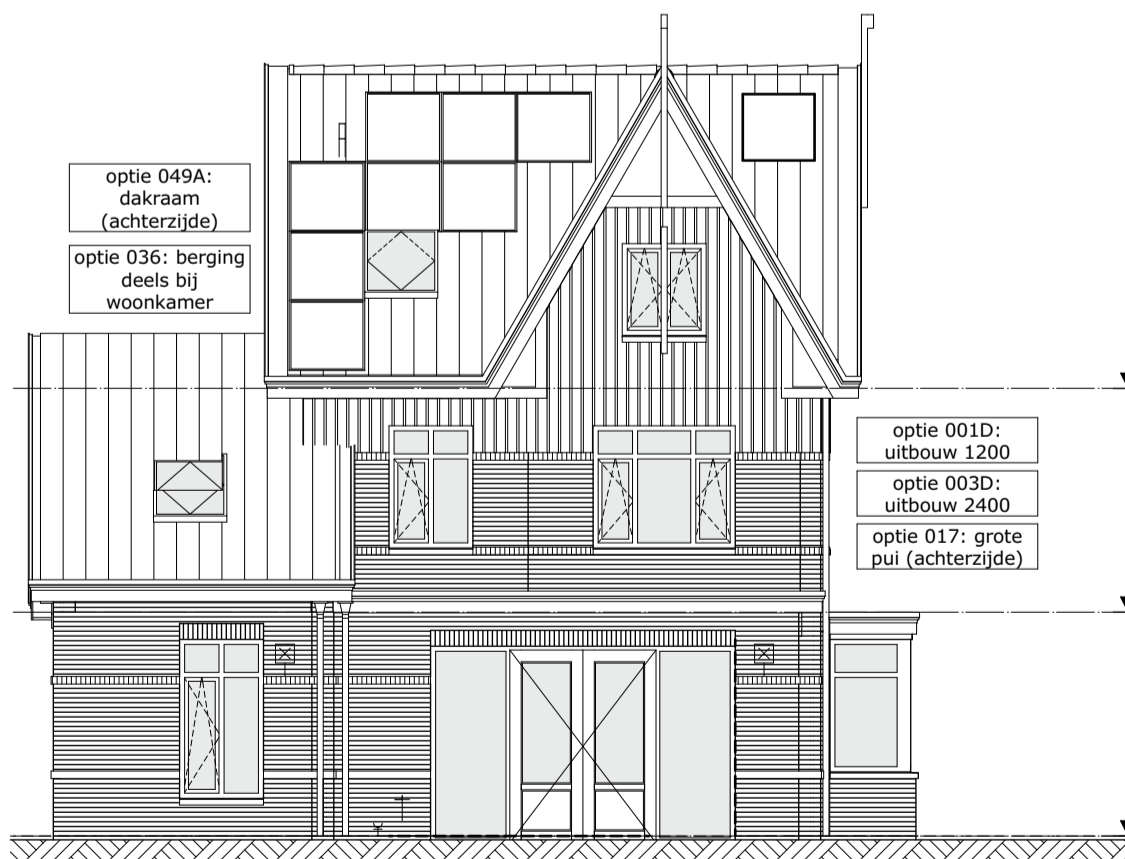 optie 049A:
dakraam
(achterzijde)
optie 036: berging
deels bij
woonkamer
optie 001D:
uitbouw 1200
optie 003D:
uitbouw 2400
optie 017: grote
pui (achterzijde)